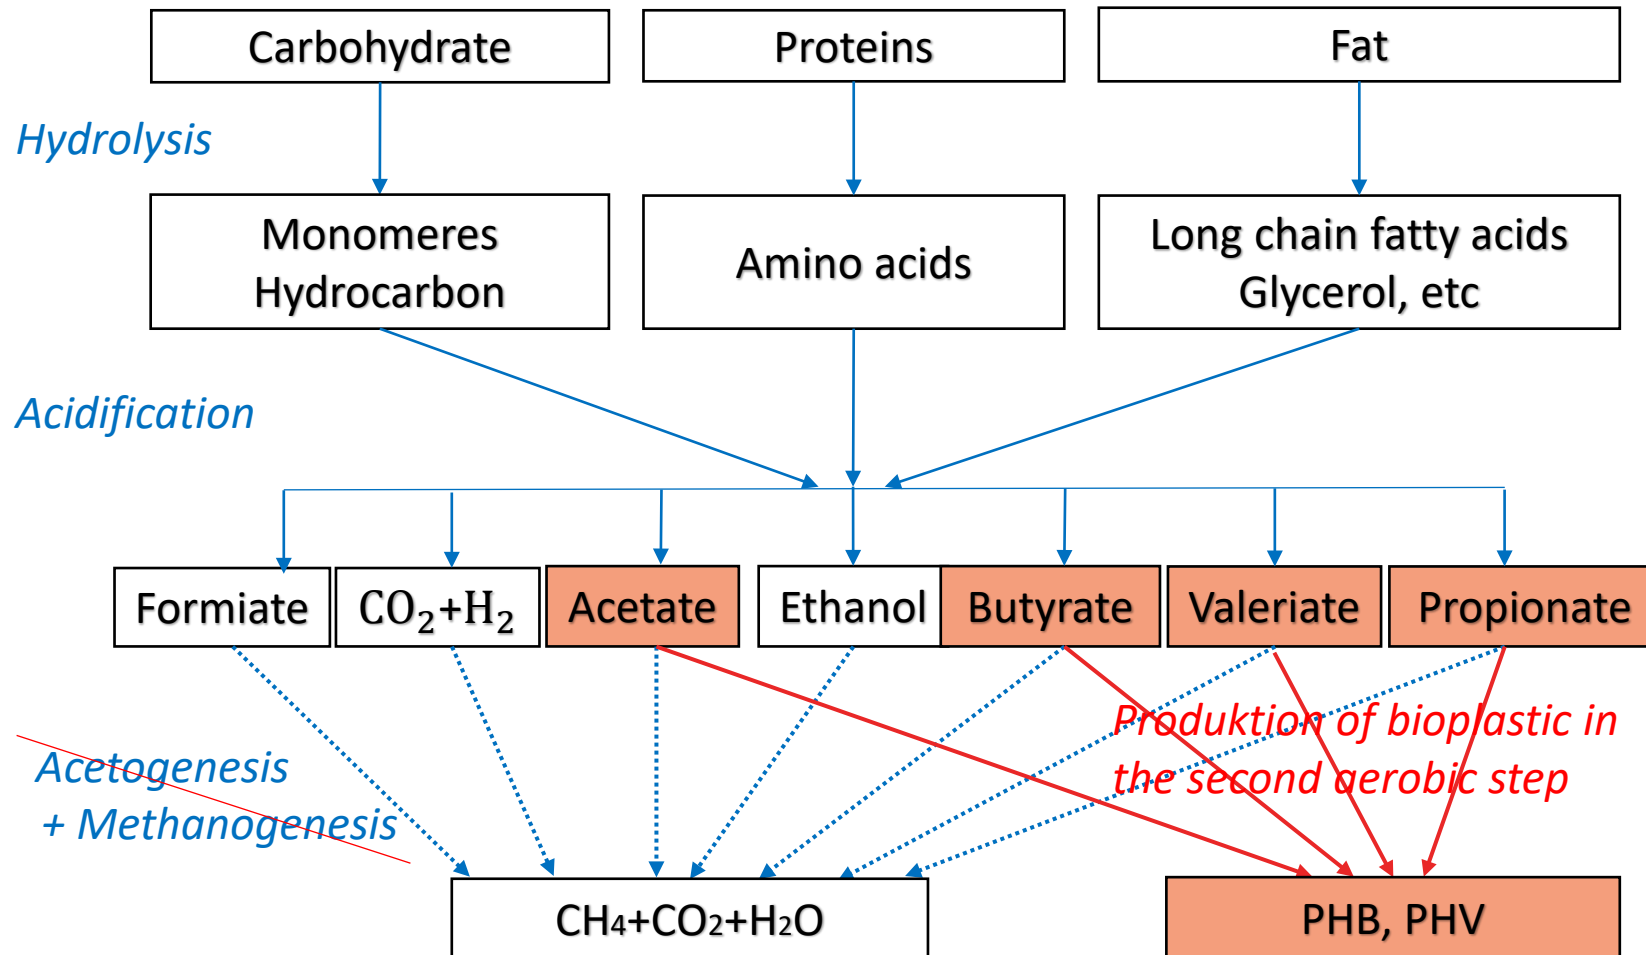 Carbohydrate
Proteins
Fat
Hydrolysis
Monomeres
Hydrocarbon
Amino acids
Long chain fatty acids
Glycerol, etc
Acidification
Formiate
CO₂+H₂
Acetate
Ethanol
Butyrate
Valeriate
Propionate
Produktion of bioplastic in
the second aerobic step
Acetogenesis
+ Methanogenesis
CH₄+CO₂+H₂O
PHB, PHV